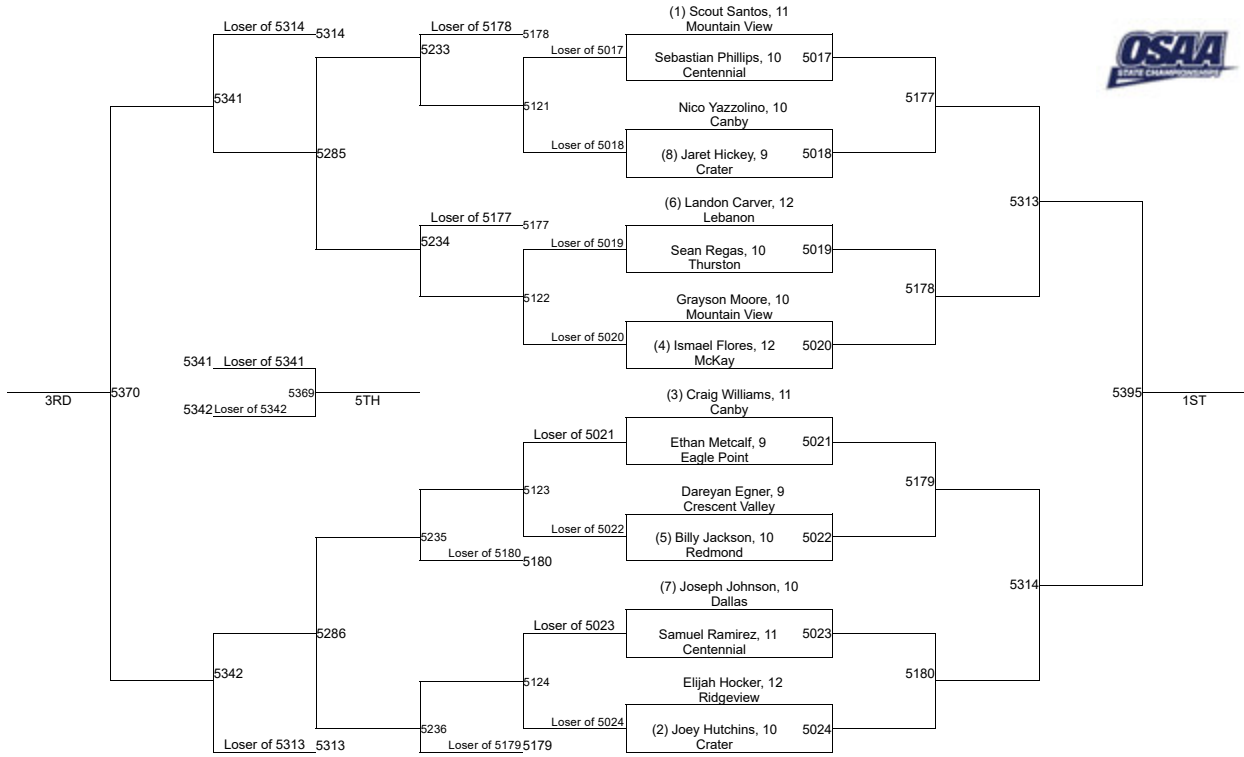 (1) Scout Santos, 11
Loser of 5314 5314 Loser of 5178 5178 Mountain View
5233 Loser of 5017 Sebastian Phillips, 10 5017
Centennial
OSAA
STATE CHAMPIONSHIPS
5341 5121 Nico Yazzolino, 10 5177
Canby
5285 Loser of 5018 (8) Jaret Hickey, 9 5018
Crater
(6) Landon Carver, 12 5313
Loser of 5177 5177 Lebanon
5234 Loser of 5019 Sean Regas, 10 5019
Thurston
5122 Grayson Moore, 10 5178
Mountain View
Loser of 5020 (4) Ismael Flores, 12 5020
McKay
5341 Loser of 5341
3RD 5370 5369 5TH (3) Craig Williams, 11 5395 1ST
5342 Loser of 5342 Canby
Loser of 5021 Ethan Metcalf, 9 5021
Eagle Point
5123 Dareyan Egner, 9 5179
Crescent Valley
5235 Loser of 5022 (5) Billy Jackson, 10 5022
Loser of 5180 5180 Redmond
(7) Joseph Johnson, 10 5314
Dallas
5286 Loser of 5023 Samuel Ramirez, 11 5023
Centennial
5342 5124 Elijah Hocker, 12 5180
Ridgeview
5236 Loser of 5024 (2) Joey Hutchins, 10 5024
Loser of 5313 5313 Loser of 5179 5179 Crater